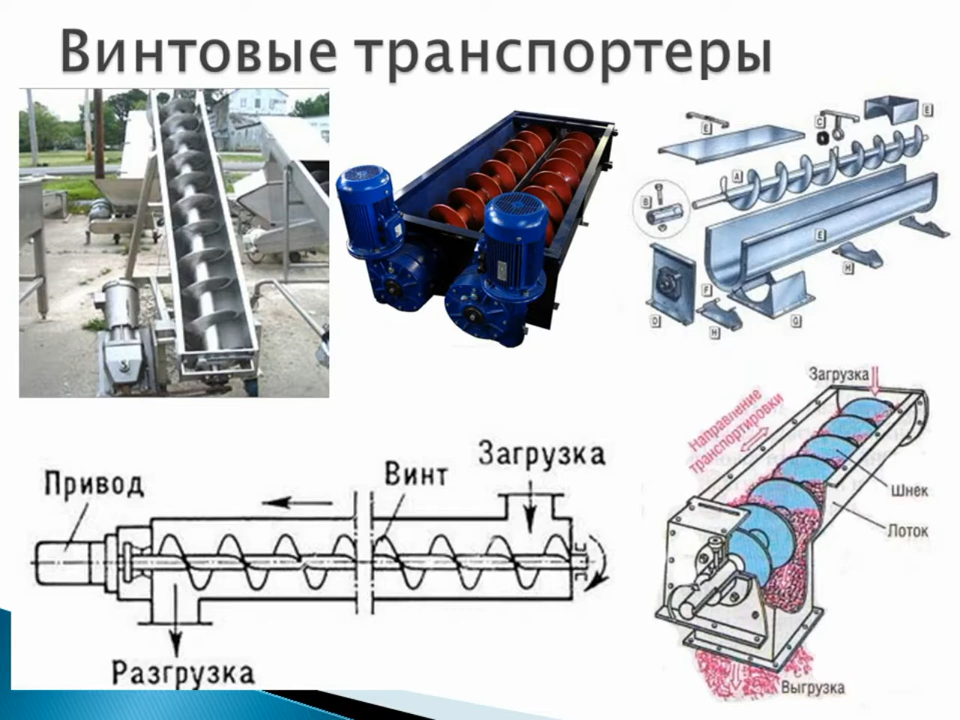 Винтовые транспортеры
E
C
E
A
B
E
H
F
D
H
G
Загрузка
Направление
транспортировки
Шнек
Лоток
Выгрузка
Загрузка
Винт
Привод
Разгрузка